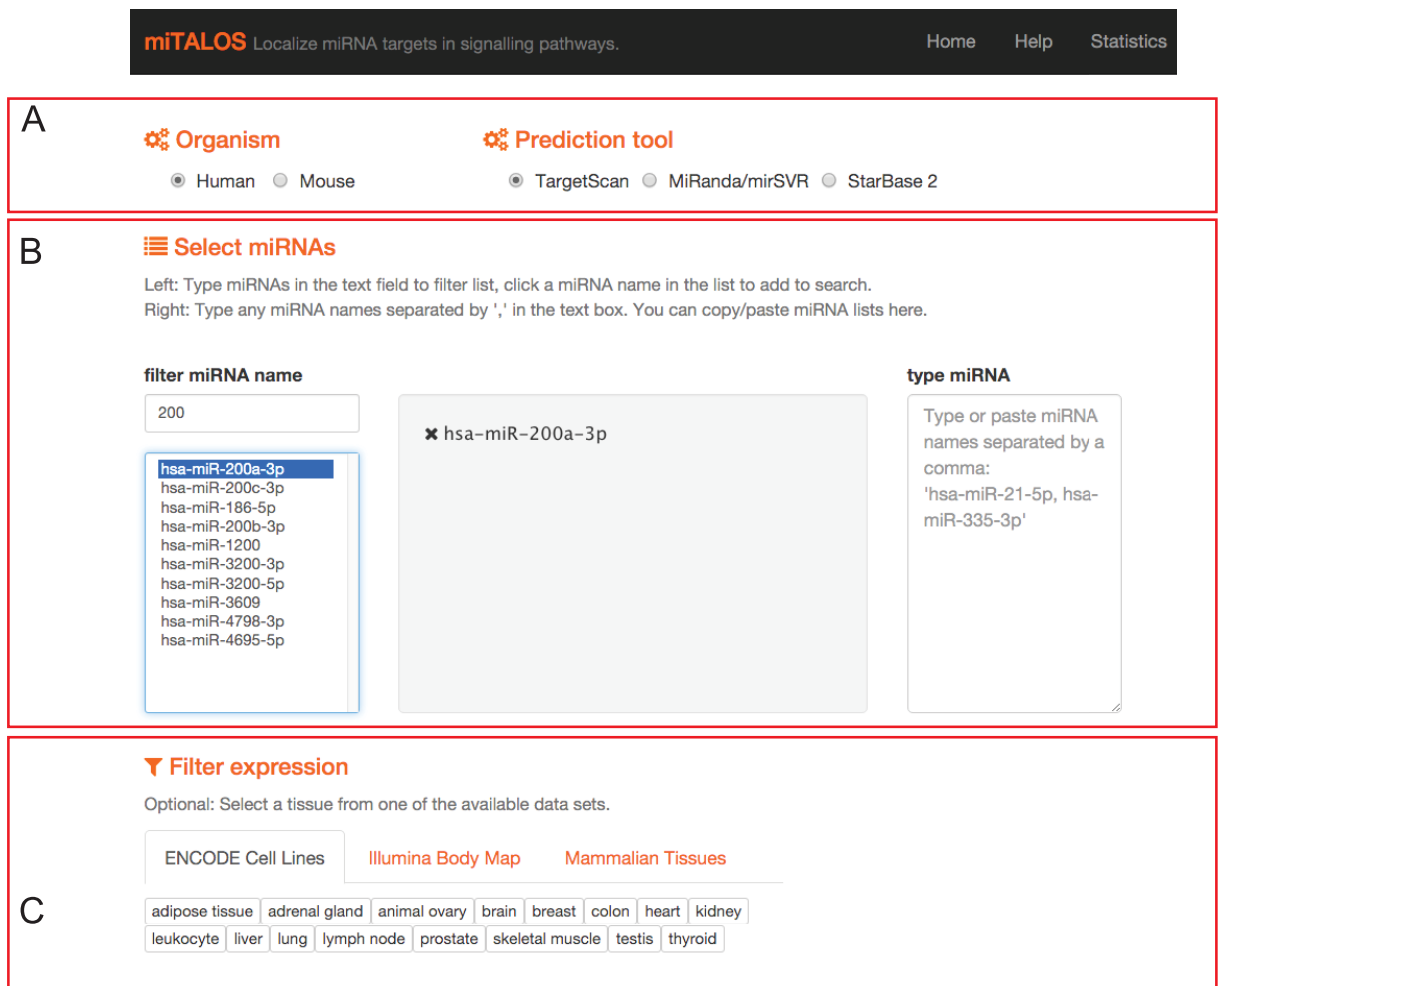 miTALOS Localize miRNA targets in signalling pathways. Home Help Statistics
A
Organism Prediction tool
Human Mouse TargetScan MiRanda/mirSVR StarBase 2
B
Select miRNAs
Left: Type miRNAs in the text field to filter list, click a miRNA name in the list to add to search.
Right: Type any miRNA names separated by ',' in the text box. You can copy/paste miRNA lists here.
filter miRNA name
200
hsa-miR-200a-3p
hsa-miR-200c-3p
hsa-miR-186-5p
hsa-miR-200b-3p
hsa-miR-1200
hsa-miR-3200-3p
hsa-miR-3200-5p
hsa-miR-3609
hsa-miR-4798-3p
hsa-miR-4695-5p
✖ hsa-miR-200a-3p
type miRNA
Type or paste miRNA
names separated by a
comma:
'hsa-miR-21-5p, hsa-
miR-335-3p'
C
Filter expression
Optional: Select a tissue from one of the available data sets.
ENCODE Cell Lines Illumina Body Map Mammalian Tissues
adipose tissue adrenal gland animal ovary brain breast colon heart kidney
leukocyte liver lung lymph node prostate skeletal muscle testis thyroid